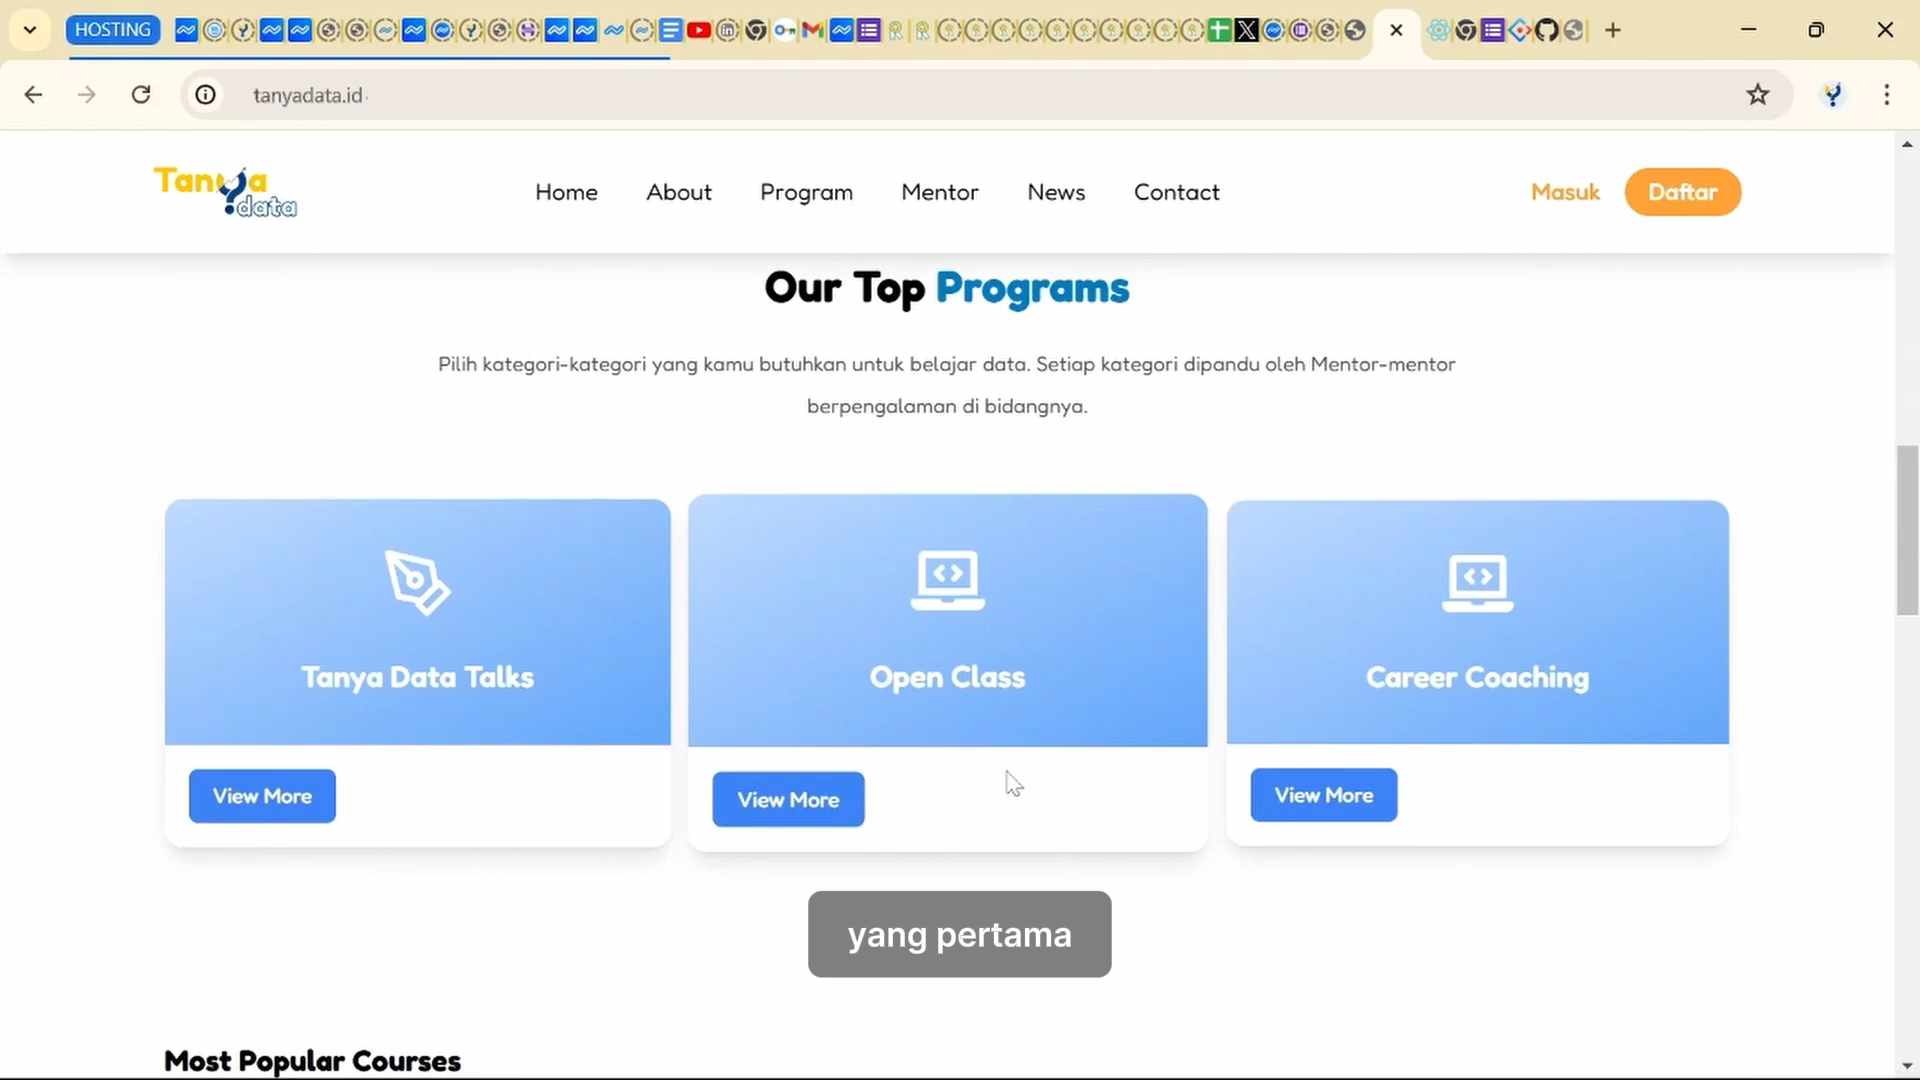 HOSTING
tanyadata.id
Tanya
data
Home
About
Program
Mentor
News
Contact
Masuk
Daftar
Our Top Programs
Pilih kategori-kategori yang kamu butuhkan untuk belajar data. Setiap kategori dipandu oleh Mentor-mentor
berpengalaman di bidangnya.
Tanya Data Talks
Open Class
Career Coaching
View More
View More
View More
yang pertama
Most Popular Courses